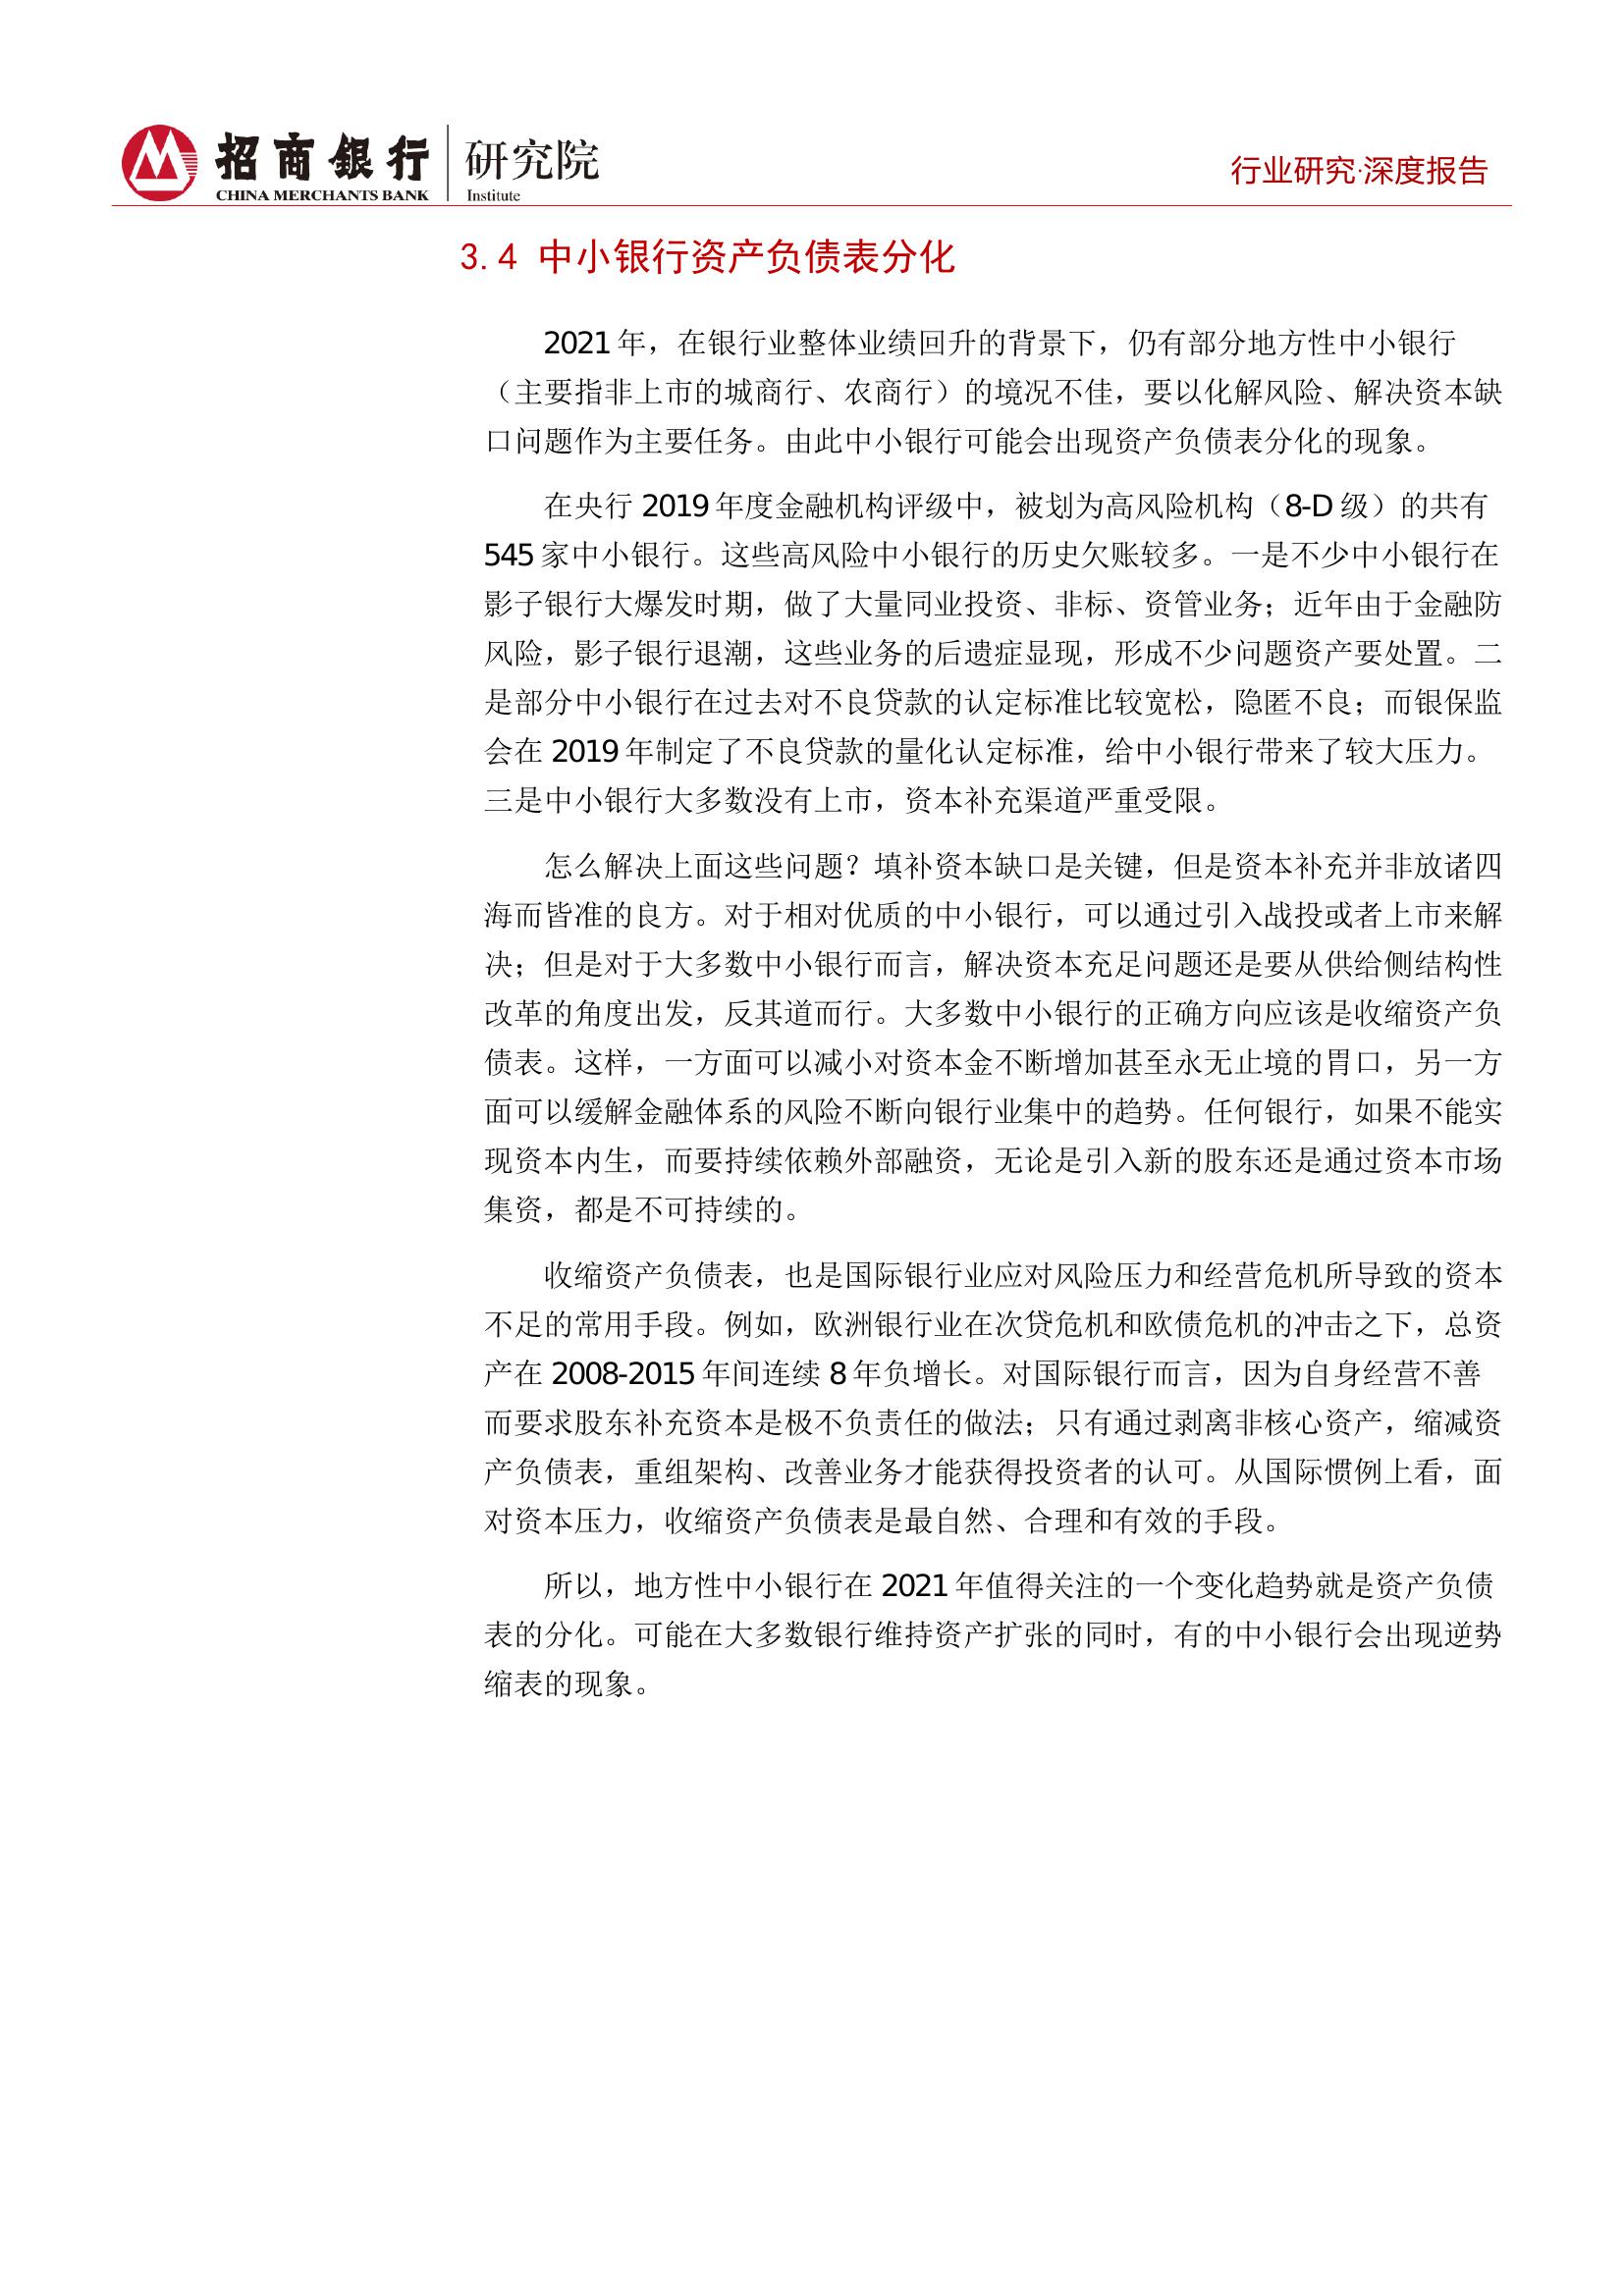 招商银行
CHINA MERCHANTS BANK
研究院
Institute
行业研究·深度报告
3.4 中小银行资产负债表分化
2021 年，在银行业整体业绩回升的背景下，仍有部分地方性中小银行
（主要指非上市的城商行、农商行）的境况不佳，要以化解风险、解决资本缺
口问题作为主要任务。由此中小银行可能会出现资产负债表分化的现象。
在央行 2019 年度金融机构评级中，被划为高风险机构（8-D 级）的共有
545 家中小银行。这些高风险中小银行的历史欠账较多。一是不少中小银行在
影子银行大爆发时期，做了大量同业投资、非标、资管业务；近年由于金融防
风险，影子银行退潮，这些业务的后遗症显现，形成不少问题资产要处置。二
是部分中小银行在过去对不良贷款的认定标准比较宽松，隐匿不良；而银保监
会在 2019 年制定了不良贷款的量化认定标准，给中小银行带来了较大压力。
三是中小银行大多数没有上市，资本补充渠道严重受限。
怎么解决上面这些问题？填补资本缺口是关键，但是资本补充并非放诸四
海而皆准的良方。对于相对优质的中小银行，可以通过引入战投或者上市来解
决；但是对于大多数中小银行而言，解决资本充足问题还是要从供给侧结构性
改革的角度出发，反其道而行。大多数中小银行的正确方向应该是收缩资产负
债表。这样，一方面可以减小对资本金不断增加甚至永无止境的胃口，另一方
面可以缓解金融体系的风险不断向银行业集中的趋势。任何银行，如果不能实
现资本内生，而要持续依赖外部融资，无论是引入新的股东还是通过资本市场
集资，都是不可持续的。
收缩资产负债表，也是国际银行业应对风险压力和经营危机所导致的资本
不足的常用手段。例如，欧洲银行业在次贷危机和欧债危机的冲击之下，总资
产在 2008-2015 年间连续 8 年负增长。对国际银行而言，因为自身经营不善
而要求股东补充资本是极不负责任的做法；只有通过剥离非核心资产，缩减资
产负债表，重组架构、改善业务才能获得投资者的认可。从国际惯例上看，面
对资本压力，收缩资产负债表是最自然、合理和有效的手段。
所以，地方性中小银行在 2021 年值得关注的一个变化趋势就是资产负债
表的分化。可能在大多数银行维持资产扩张的同时，有的中小银行会出现逆势
缩表的现象。